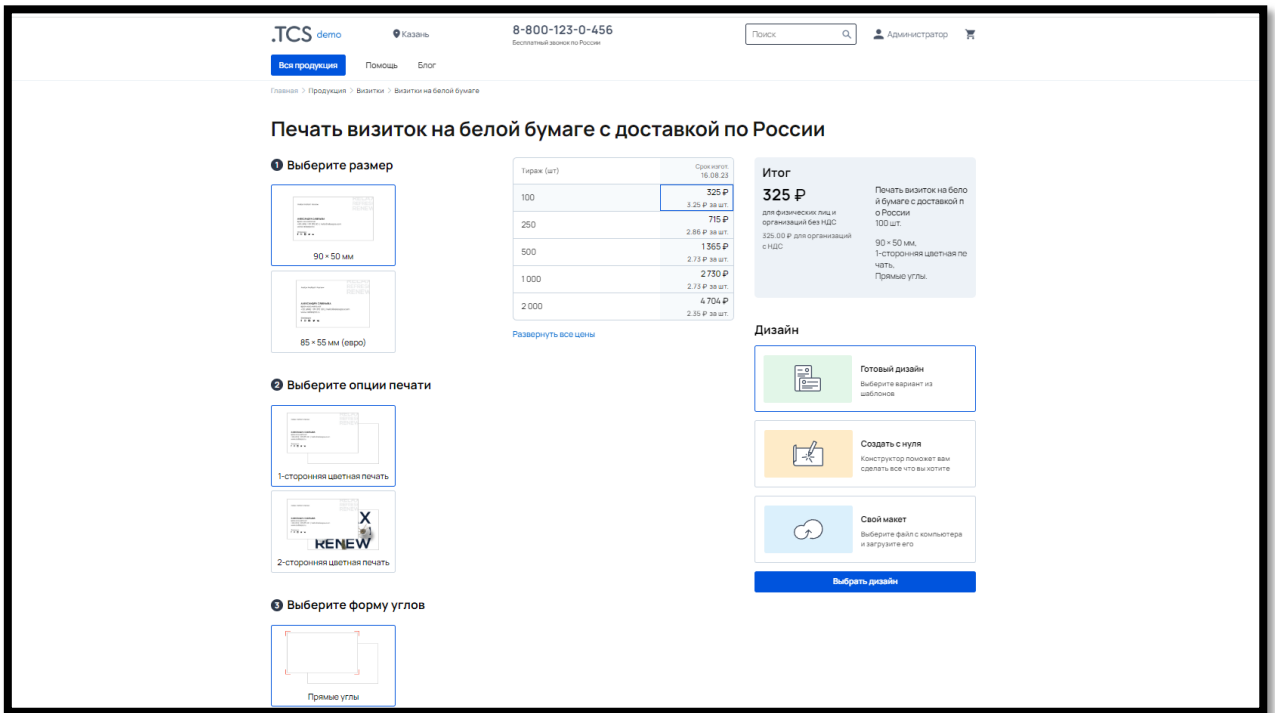 .TCS demo
Казань
8-800-123-0-456
Бесплатный звонок по России
Поиск
Администратор
Вся продукция
Помощь
Блог
Главная > Продукция > Визитки > Визитки на белой бумаге
Печать визиток на белой бумаге с доставкой по России
1 Выберите размер
90 × 50 мм
85 × 55 мм (евро)
2 Выберите опции печати
1-сторонняя цветная печать
RENEW
2-сторонняя цветная печать
3 Выберите форму углов
Прямые углы
Тираж (шт)
Срок изгот.
16.08.23
100
325 ₽
3.25 ₽ за шт.
250
715 ₽
2.86 ₽ за шт.
500
1 365 ₽
2.73 ₽ за шт.
1 000
2 730 ₽
2.73 ₽ за шт.
2 000
4 704 ₽
2.35 ₽ за шт.
Развернуть все цены
Итог
325 ₽
для физических лиц и
организаций без НДС
325.00 ₽ для организаций
с НДС
Печать визиток на бело
й бумаге с доставкой п
о России
100 шт.
90 × 50 мм,
1-сторонняя цветная пе
чать,
Прямые углы.
Дизайн
Готовый дизайн
Выберите вариант из
шаблонов
Создать с нуля
Конструктор поможет вам
сделать все что вы хотите
Свой макет
Выберите файл с компьютера
и загрузите его
Выбрать дизайн